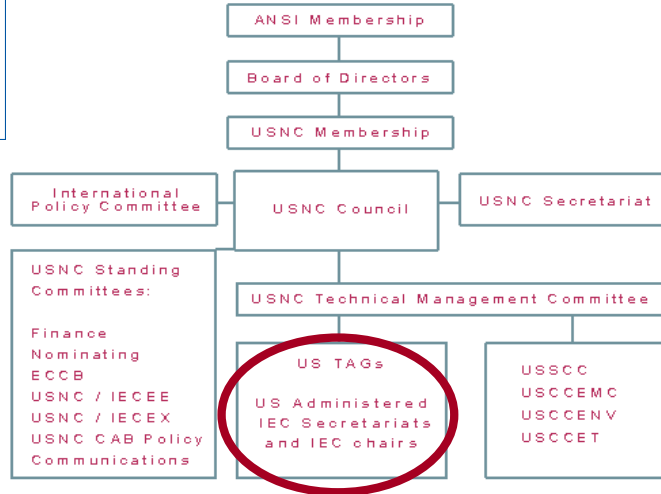 ANSI Membership
Board of Directors
USNC Membership
International
Policy Committee
USNC Council
USNC Secretariat
USNC Standing
Committees:
Finance
Nominating
ECCB
USNC / IECEE
USNC / IECEX
USNC CAB Policy
Communications
USNC Technical Management Committee
US TAGs
US Administered
IEC Secretariats
and IEC chairs
USSCC
USCCEMC
USCCENV
USCCET